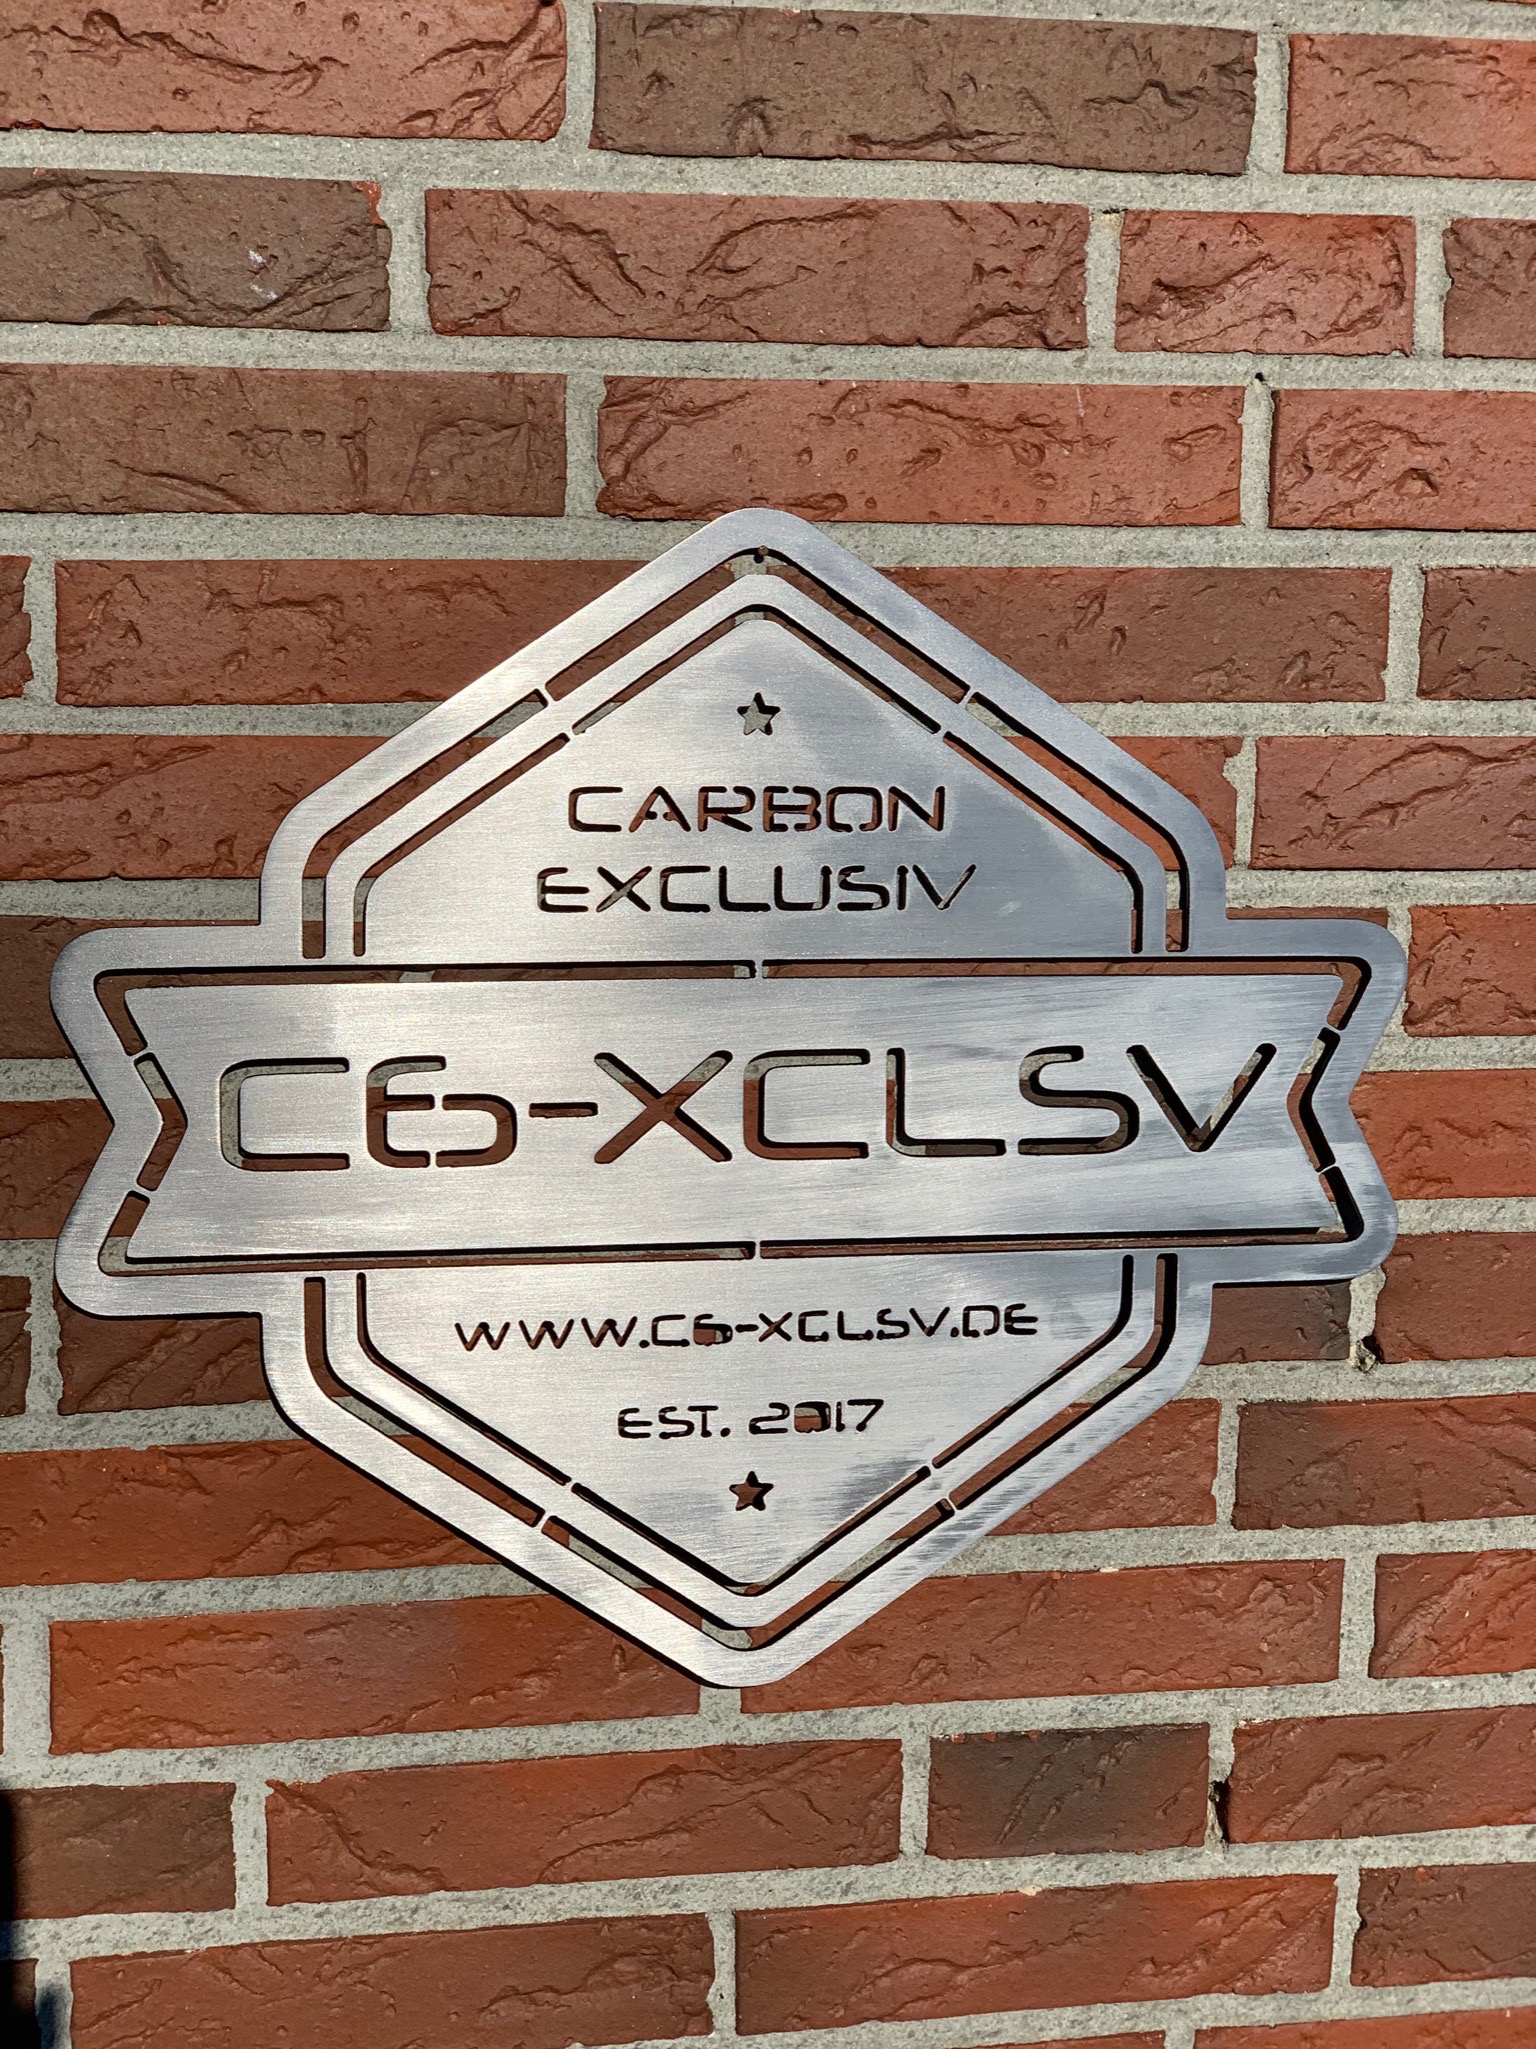 CARBON
EXCLUSIV
C6-XCLSV
WWW.C6-XCLSV.DE
EST. 2017